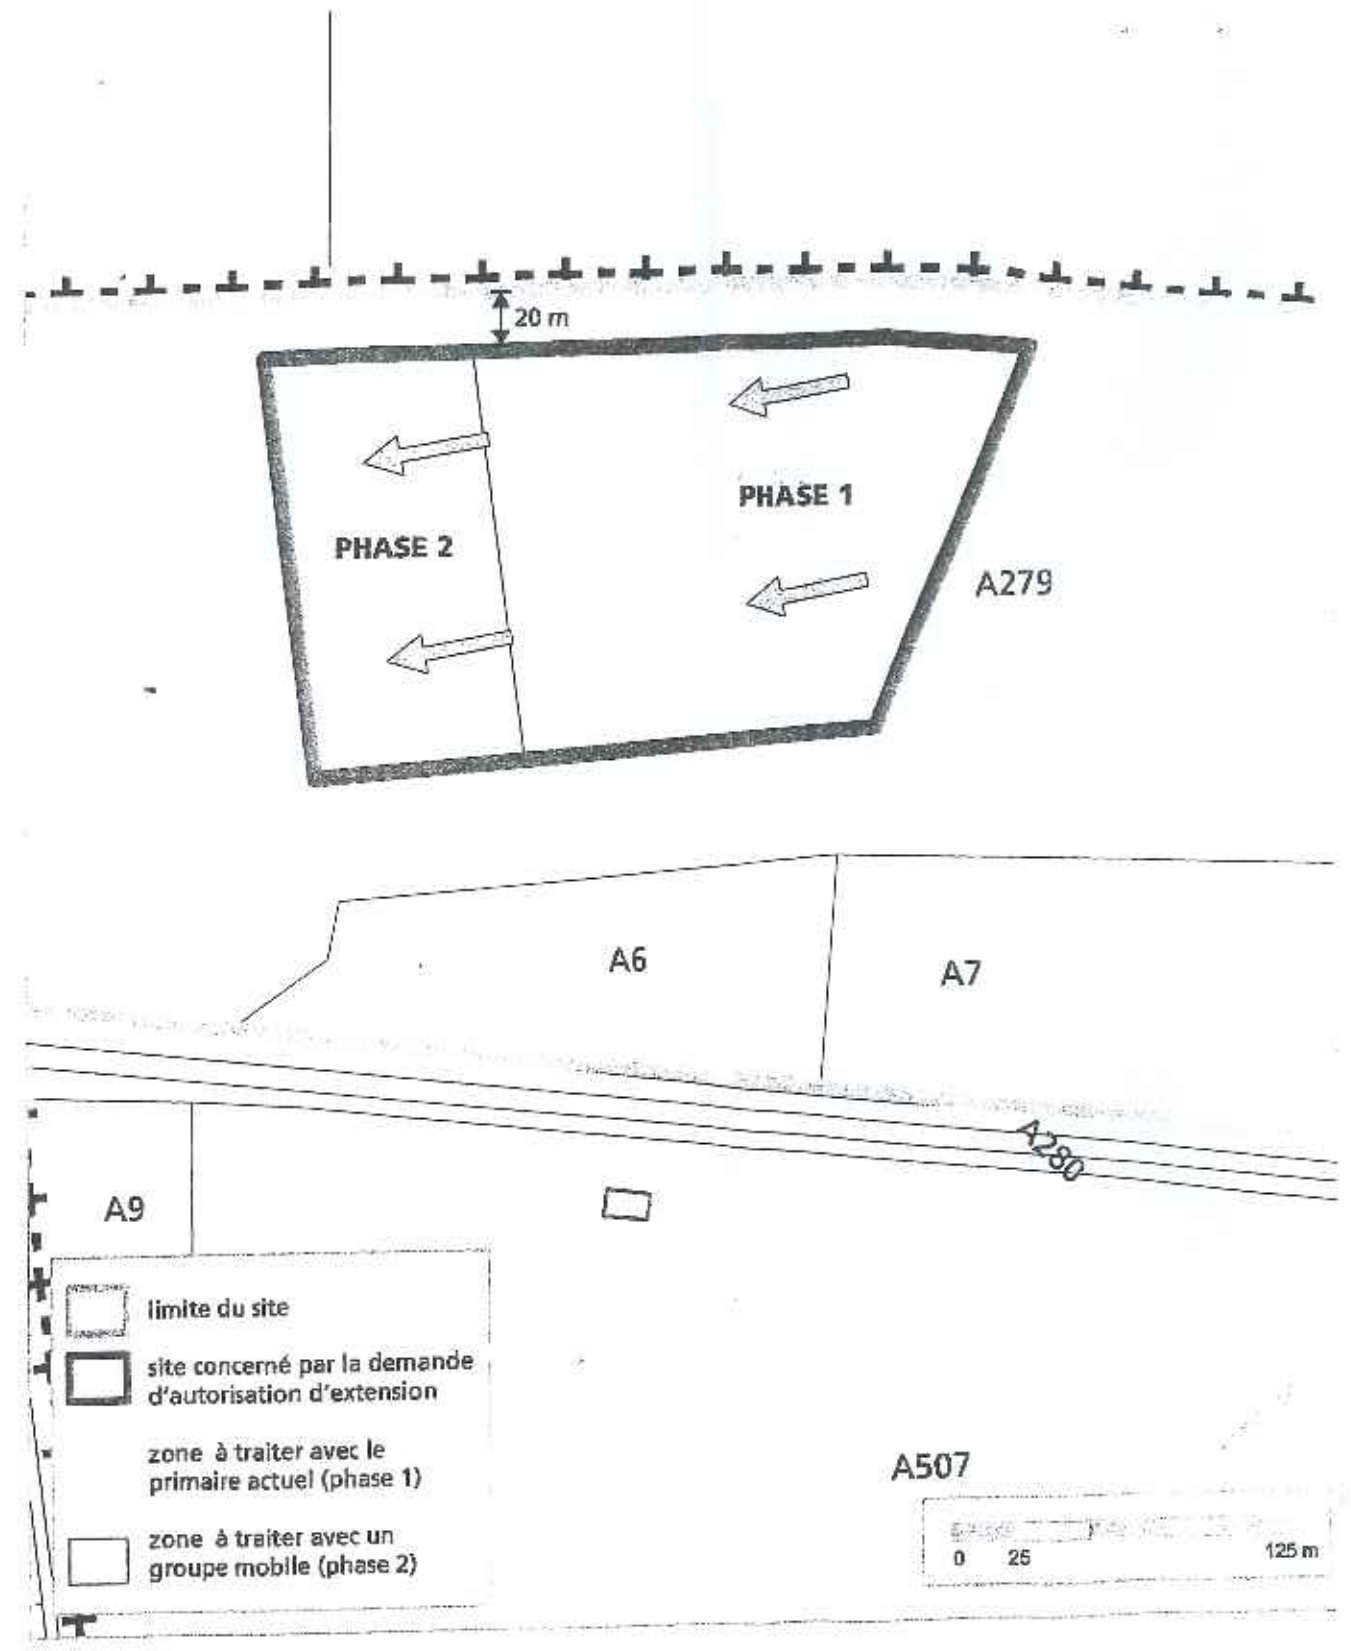 20 m
PHASE 1
PHASE 2
A279
A6
A7
A280
A9
limite du site
site concerné par la demande
d'autorisation d'extension
zone à traiter avec le
primaire actuel (phase 1)
zone à traiter avec un
groupe mobile (phase 2)
A507
0 25 125 m